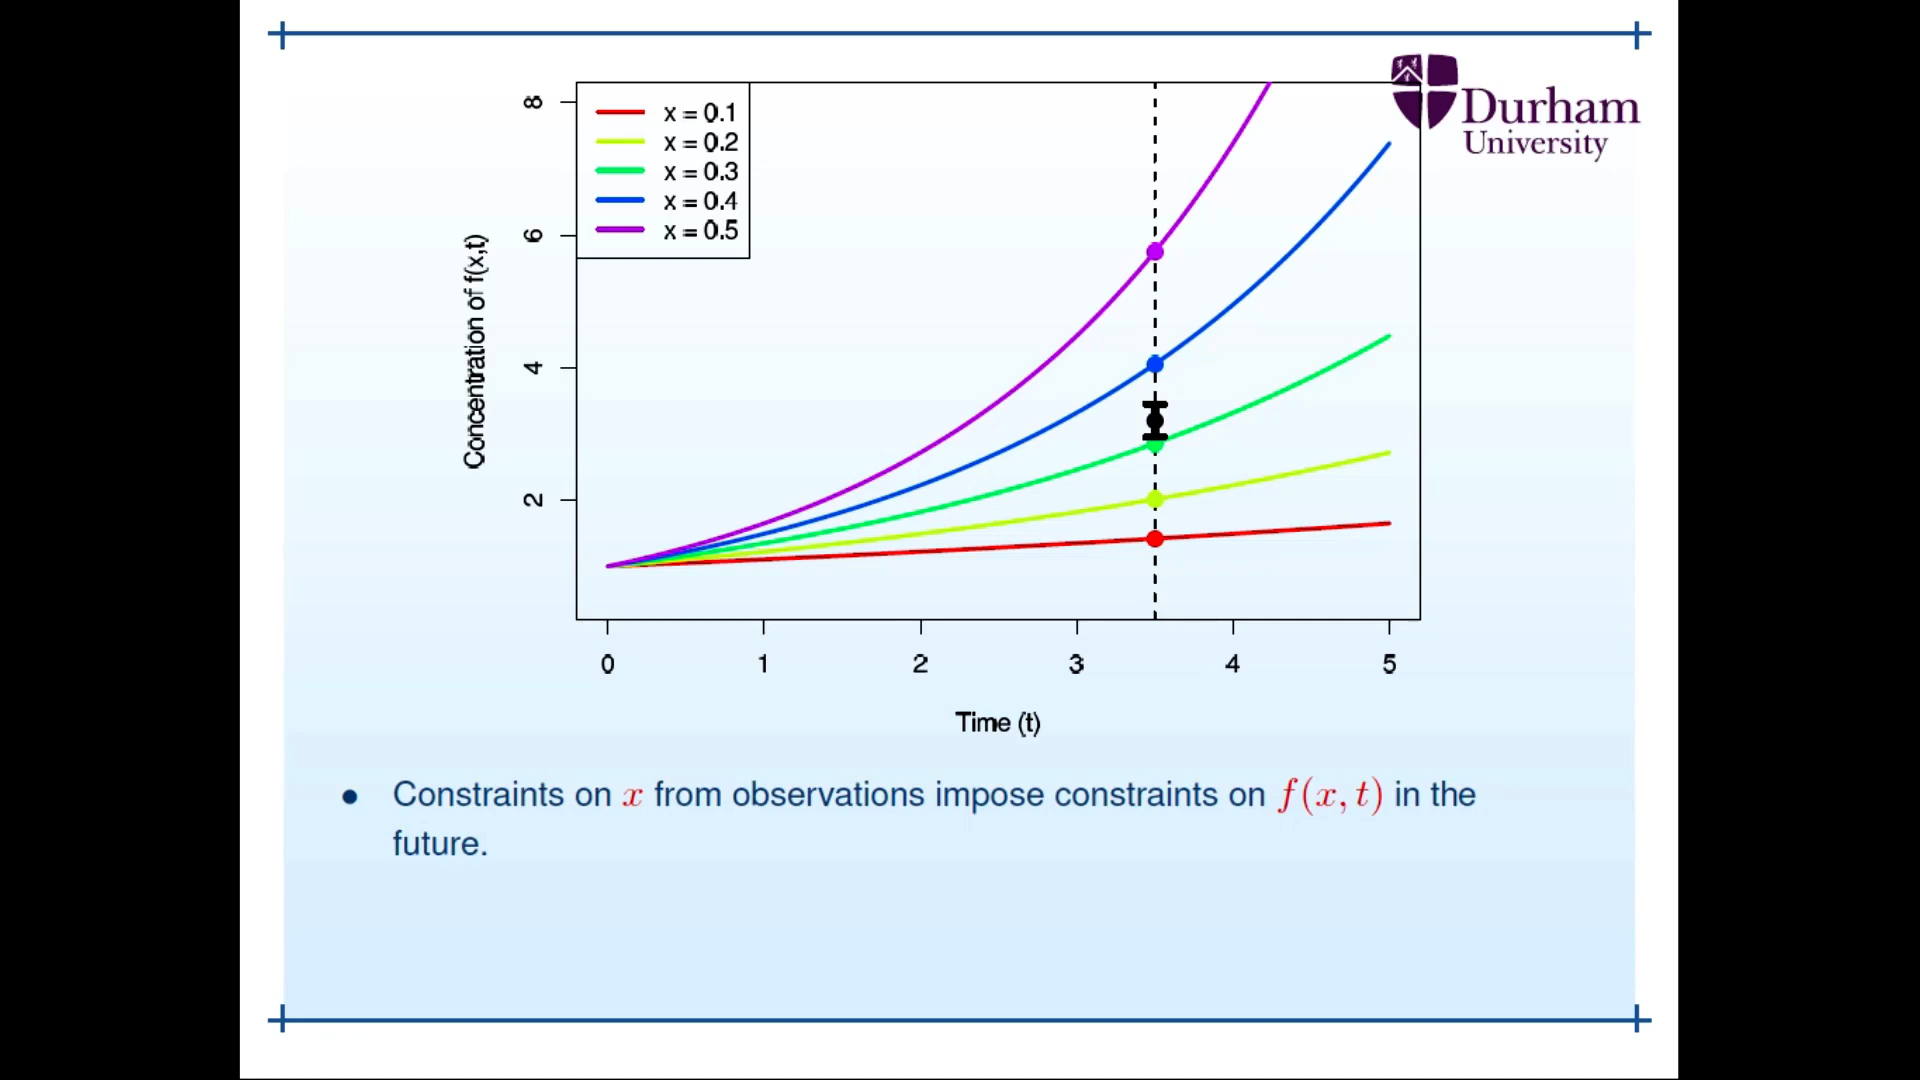 Durham
University
x = 0.1
x = 0.2
x = 0.3
x = 0.4
x = 0.5
8
6
4
2
Concentration of f(x,t)
0 1 2 3 4 5
Time (t)
● Constraints on x from observations impose constraints on f(x, t) in the
future.